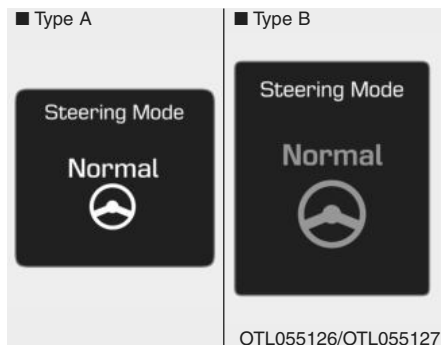 ■ Type A
Steering Mode
Normal
■ Type B
Steering Mode
Normal
OTL055126/OTL055127